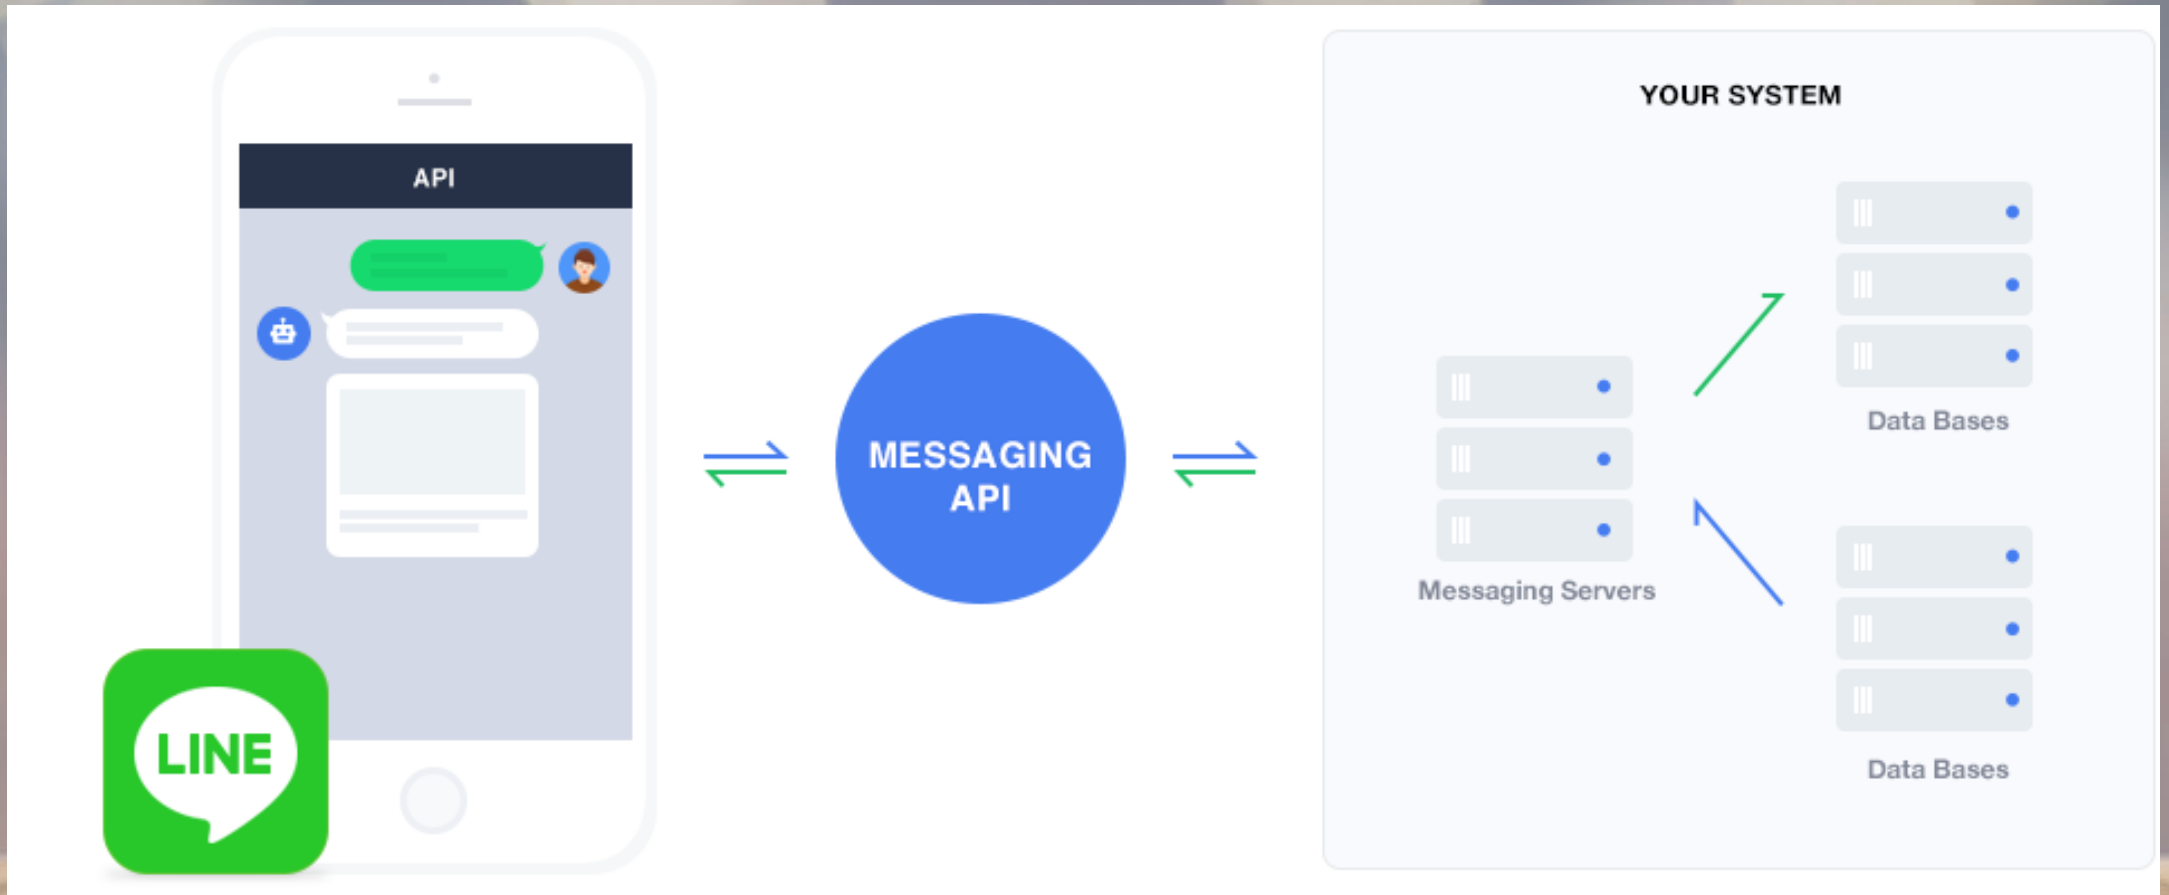 API
LINE
MESSAGING
API
YOUR SYSTEM
Messaging Servers
Data Bases
Data Bases